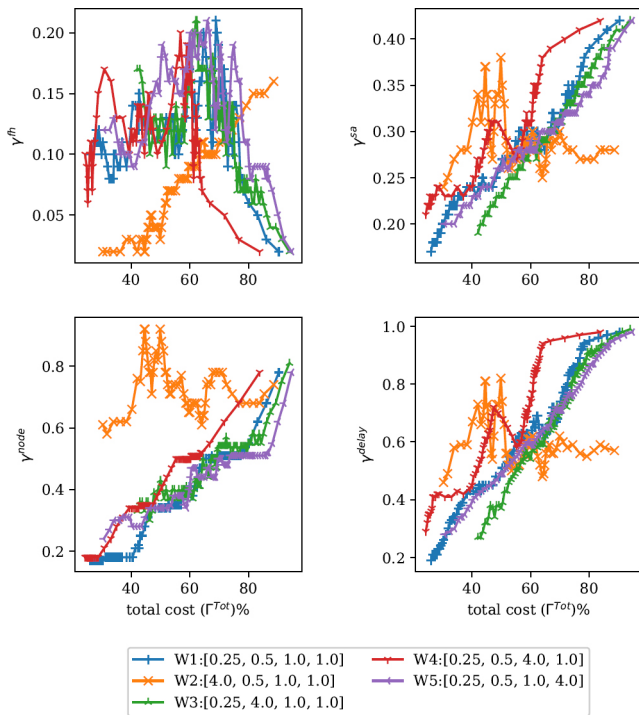 γ^fh
0.20
0.15
0.10
0.05
40 60 80
γ^sa
0.40
0.35
0.30
0.25
0.20
40 60 80
γ^node
0.8
0.6
0.4
0.2
40 60 80
total cost (Γ^Tot)%
γ^delay
1.0
0.8
0.6
0.4
0.2
40 60 80
total cost (Γ^Tot)%
W1:[0.25, 0.5, 1.0, 1.0]
W2:[4.0, 0.5, 1.0, 1.0]
W3:[0.25, 4.0, 1.0, 1.0]
W4:[0.25, 0.5, 4.0, 1.0]
W5:[0.25, 0.5, 1.0, 4.0]